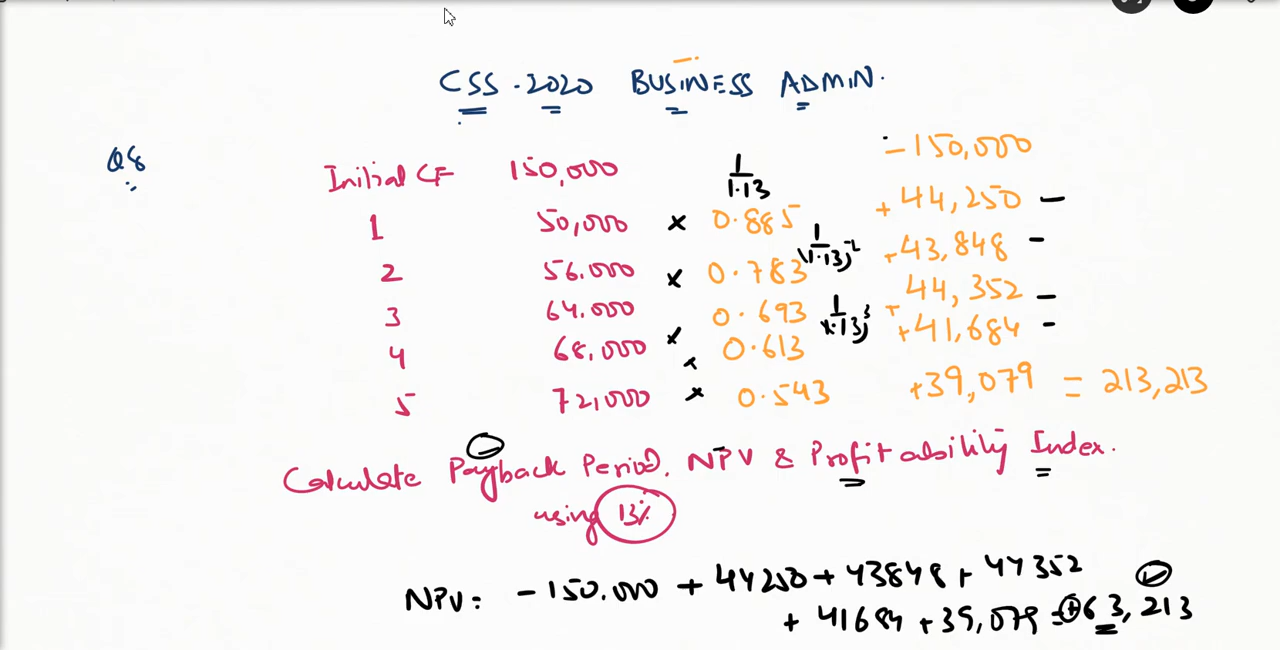 CSS. 2020 BUSINESS ADMIN.
Q8
Initial CF 150,000 1/1.13 -150,000
1 50,000 x 0.885 +44,250 -
2 56.000 x 0.783 1/(1.13)^-2 +43,848 -
3 64.000 0.693 1/(1.13)^3 + 44,352 -
4 68,000 x 0.613 +41,684 -
5 72,000 x 0.543 +39,079 = 213,213
Calculate Payback Period, NPV & Profitability Index.
using 13%
NPV: -150.000 + 44250 + 43848 + 44352
+ 41684 + 39,079 = +63,213